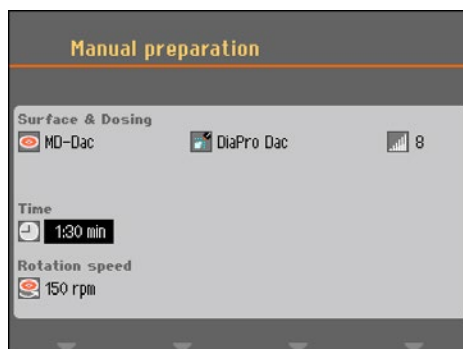 Manual preparation
Surface & Dosing
MD-Dac DiaPro Dac 8
Time
1:30 min
Rotation speed
150 rpm